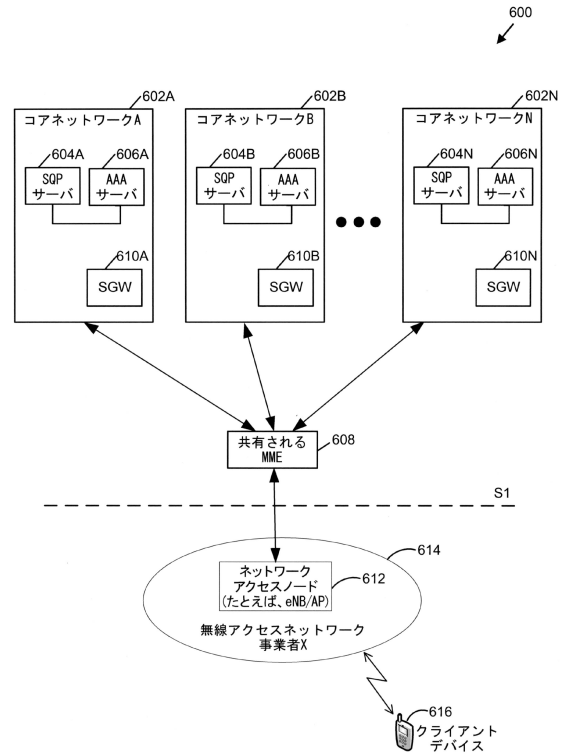 600
602A
602B
602N
コアネットワークA
コアネットワークB
コアネットワークN
604A
606A
604B
606B
604N
606N
SQP
サーバ
AAA
サーバ
SQP
サーバ
AAA
サーバ
SQP
サーバ
AAA
サーバ
610A
610B
610N
SGW
SGW
SGW
共有される
MME
608
S1
614
ネットワーク
アクセスノード
(たとえば、eNB/AP)
612
無線アクセスネットワーク
事業者X
616
クライアント
デバイス